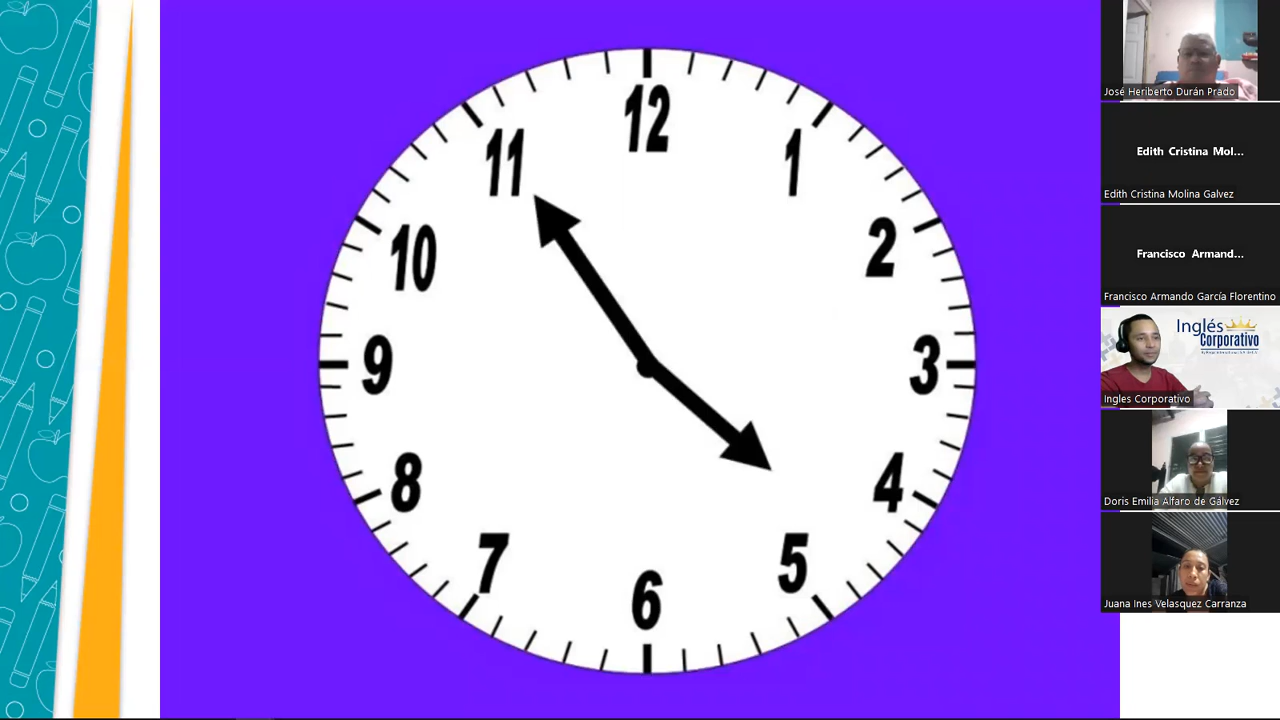 12
11
1
10
2
9
3
8
4
7
5
6
José Heriberto Durán Prado
Edith Cristina Mol...
Edith Cristina Molina Galvez
Francisco Armand...
Francisco Armando García Florentino
Inglés
Corporativo
Ingles Corporativo
Doris Emilia Alfaro de Gálvez
Juana Ines Velasquez Carranza